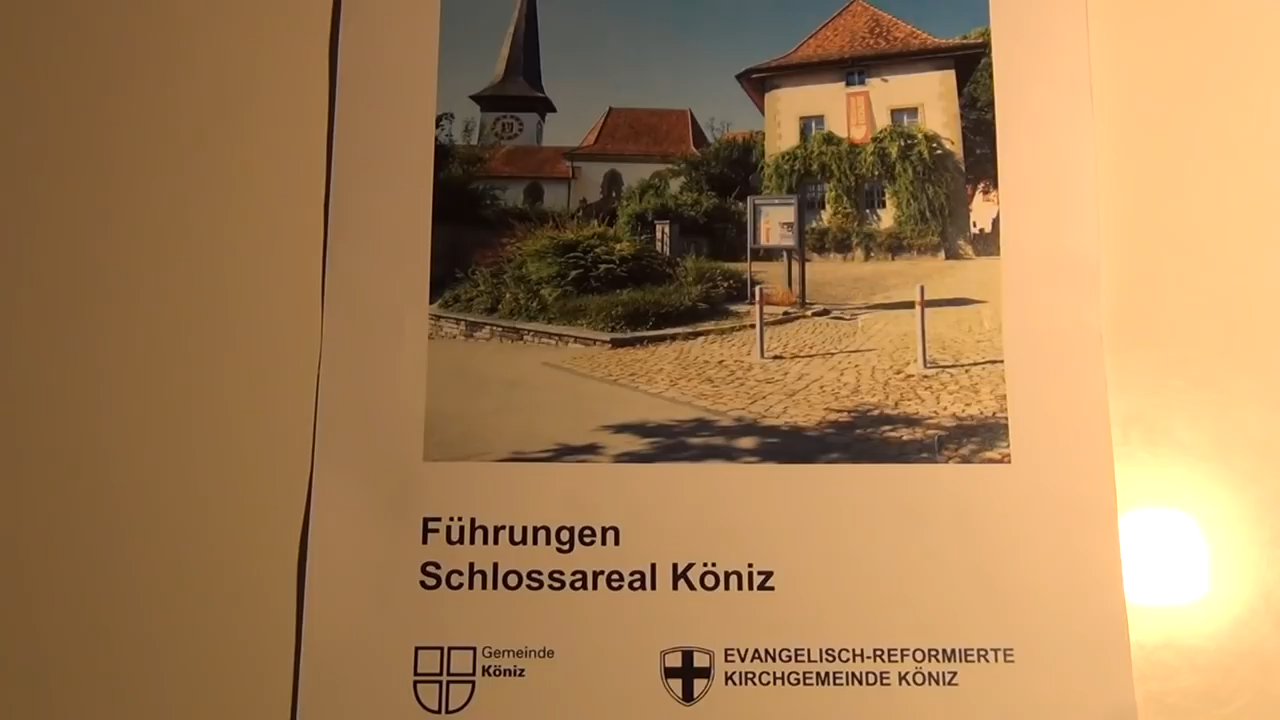 Führungen
Schlossareal Köniz
Gemeinde
Köniz
EVANGELISCH-REFORMIERTE
KIRCHGEMEINDE KÖNIZ